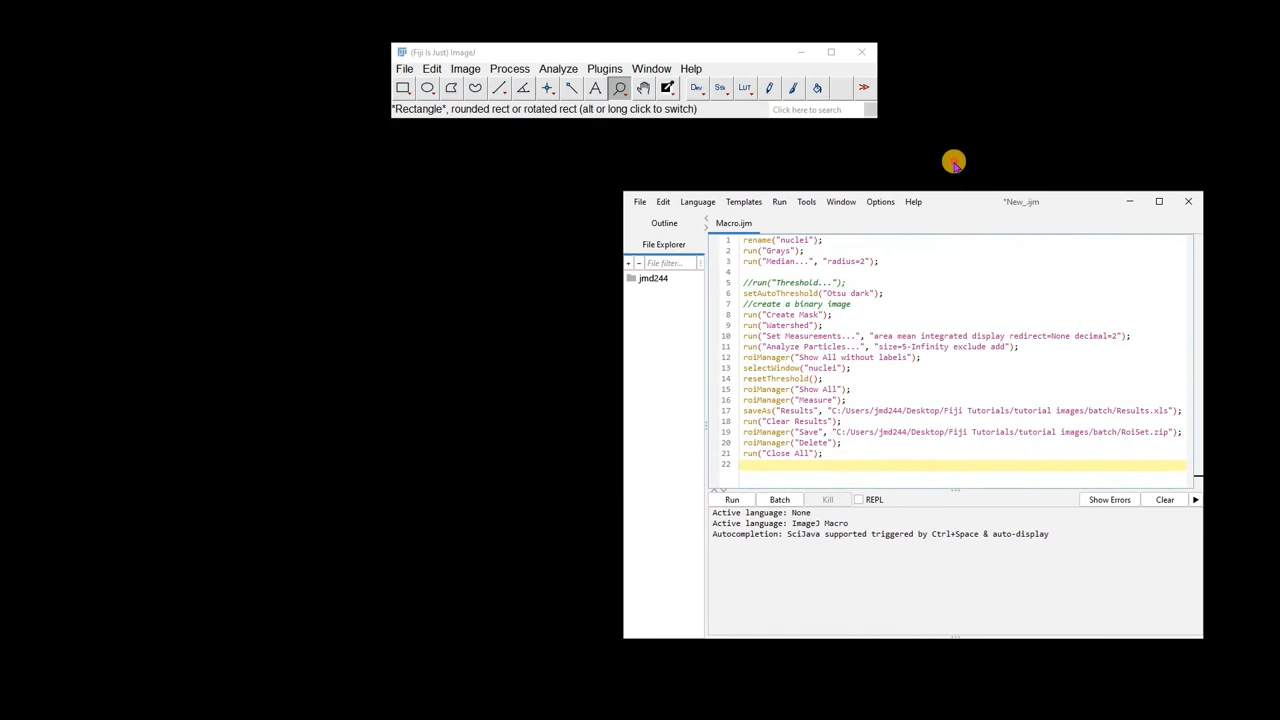 (Fiji Is Just) ImageJ
File Edit Image Process Analyze Plugins Window Help
Dev Stk LUT
*Rectangle*, rounded rect or rotated rect (alt or long click to switch) Click here to search
File Edit Language Templates Run Tools Window Options Help *New_.ijm
Outline
Macro.ijm
File Explorer
File filter...
jmd244
1 rename("nuclei");
2 run("Grays");
3 run("Median...", "radius=2");
4
5 //run("Threshold...");
6 setAutoThreshold("Otsu dark");
7 //create a binary image
8 run("Create Mask");
9 run("Watershed");
10 run("Set Measurements...", "area mean integrated display redirect=None decimal=2");
11 run("Analyze Particles...", "size=5-Infinity exclude add");
12 roiManager("Show All without labels");
13 selectWindow("nuclei");
14 resetThreshold();
15 roiManager("Show All");
16 roiManager("Measure");
17 saveAs("Results", "C:/Users/jmd244/Desktop/Fiji Tutorials/tutorial images/batch/Results.xls");
18 run("Clear Results");
19 roiManager("Save", "C:/Users/jmd244/Desktop/Fiji Tutorials/tutorial images/batch/RoiSet.zip");
20 roiManager("Delete");
21 run("Close All");
22
Run Batch Kill REPL Show Errors Clear
Active language: None
Active language: ImageJ Macro
Autocompletion: SciJava supported triggered by Ctrl+Space & auto-display